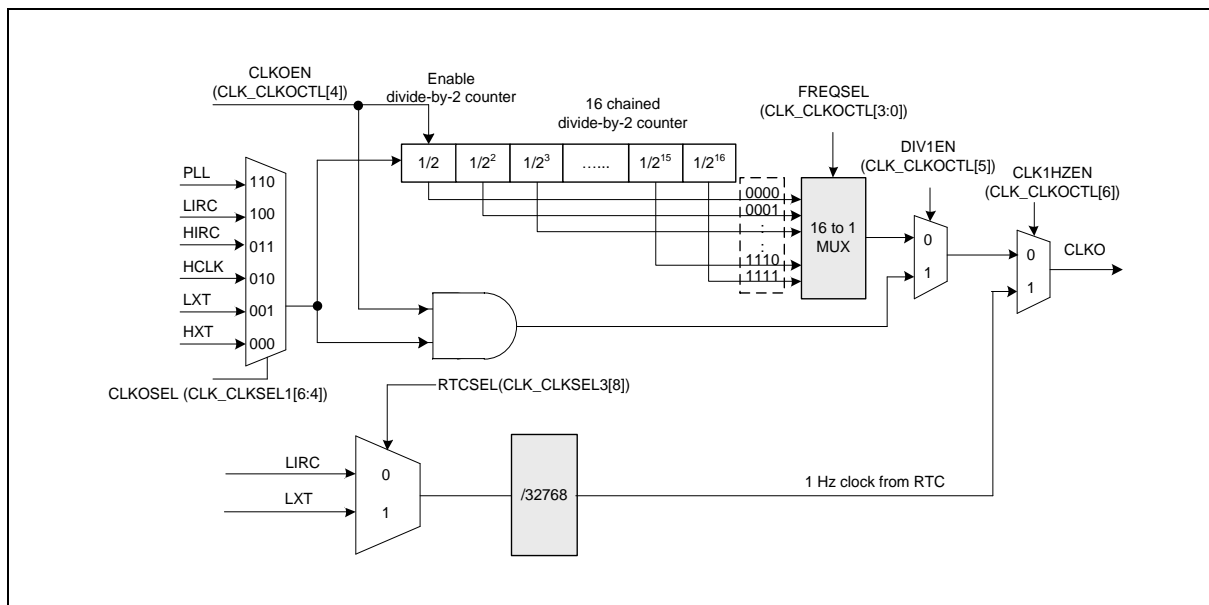 CLKOEN
(CLK_CLKOCTL[4])
Enable
divide-by-2 counter
16 chained
divide-by-2 counter
FREQSEL
(CLK_CLKOCTL[3:0])
DIV1EN
(CLK_CLKOCTL[5])
CLK1HZEN
(CLK_CLKOCTL[6])
1/2 1/2² 1/2³ …... 1/2¹⁵ 1/2¹⁶
PLL 110
LIRC 100
HIRC 011
HCLK 010
LXT 001
HXT 000
0000
0001
:
:
1110
1111
16 to 1
MUX
0
1
0
1
CLKO
CLKOSEL (CLK_CLKSEL1[6:4])
RTCSEL(CLK_CLKSEL3[8])
LIRC 0
LXT 1
/32768
1 Hz clock from RTC